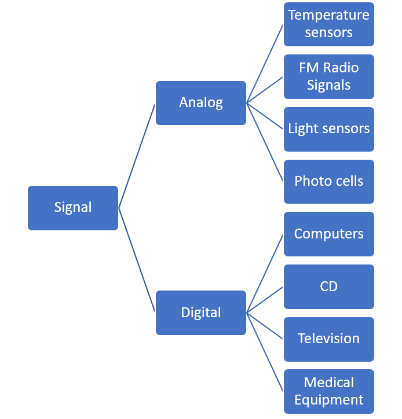 Temperature
sensors
FM Radio
Signals
Analog
Light sensors
Photo cells
Signal
Computers
CD
Digital
Television
Medical
Equipment